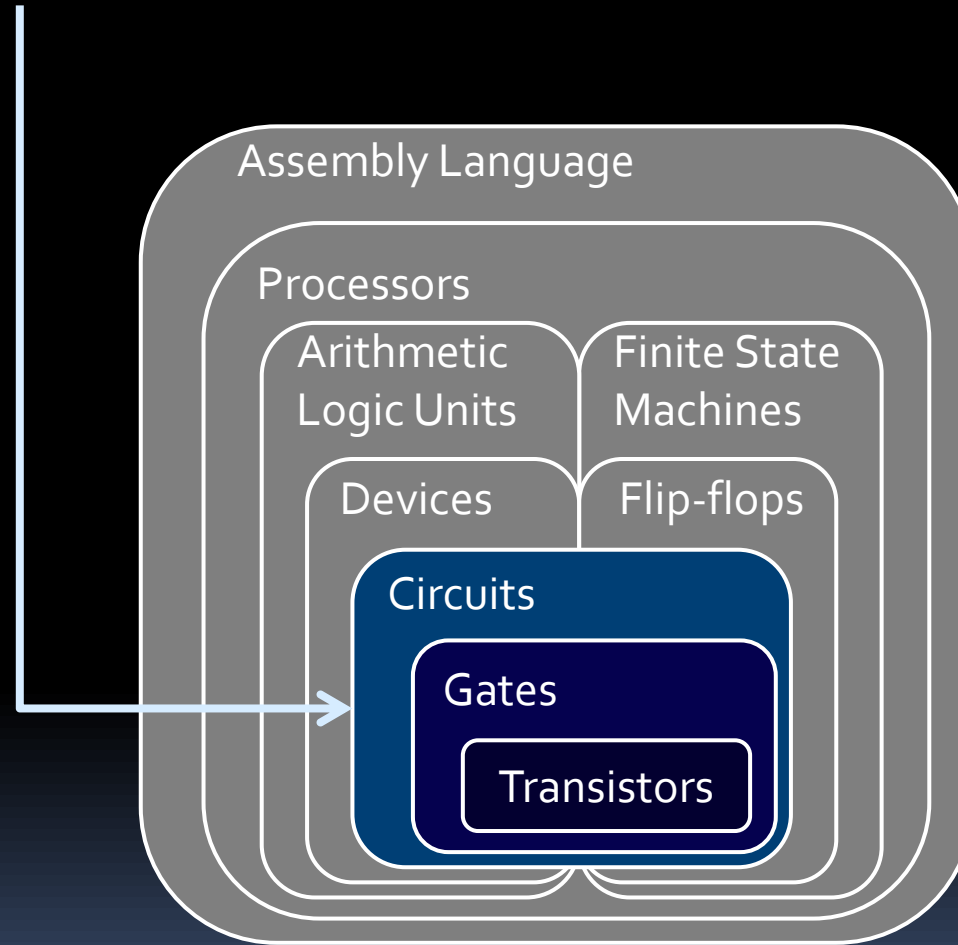 Assembly Language
Processors
Arithmetic
Logic Units
Finite State
Machines
Devices
Flip-flops
Circuits
Gates
Transistors